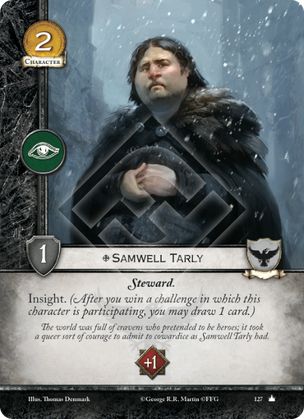 2
CHARACTER
1
SAMWELL TARLY
Steward.
Insight. (After you win a challenge in which this
character is participating, you may draw 1 card.)
The world was full of cravens who pretended to be heroes; it
took a queer sort of courage to admit to cowardice as Samwell Tarly had.
+1
Illus. Thomas Denmark ©George R.R. Martin ©FFG 127